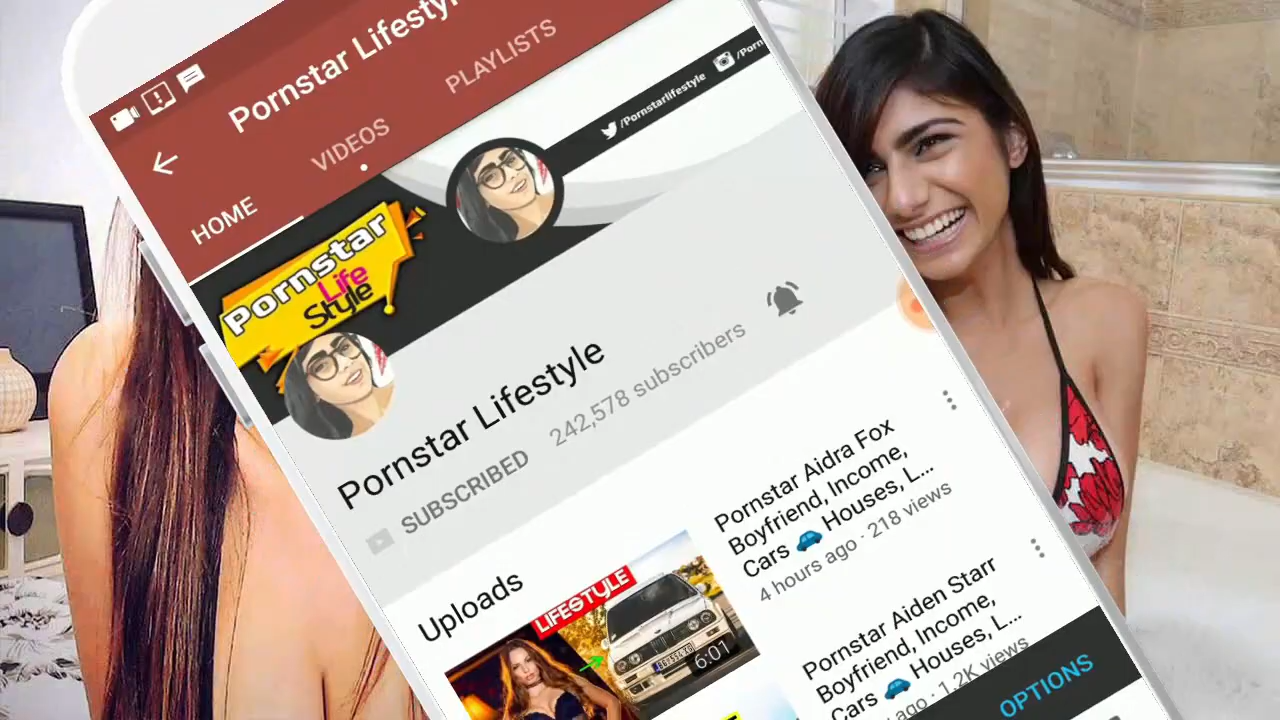 Pornstar Lifestyl
HOME
VIDEOS
PLAYLISTS
/Pornstarlifestyle
/Porn
Pornstar
Life
Style
Pornstar Lifestyle
SUBSCRIBED
242,578 subscribers
Uploads
LIFESTYLE
6:01
Pornstar Aidra Fox
Boyfriend, Income,
Cars 🚙 Houses, L...
4 hours ago · 218 views
Pornstar Aiden Starr
Boyfriend, Income,
Cars 🚙 Houses, L...
ago · 1.2K views
OPTIONS